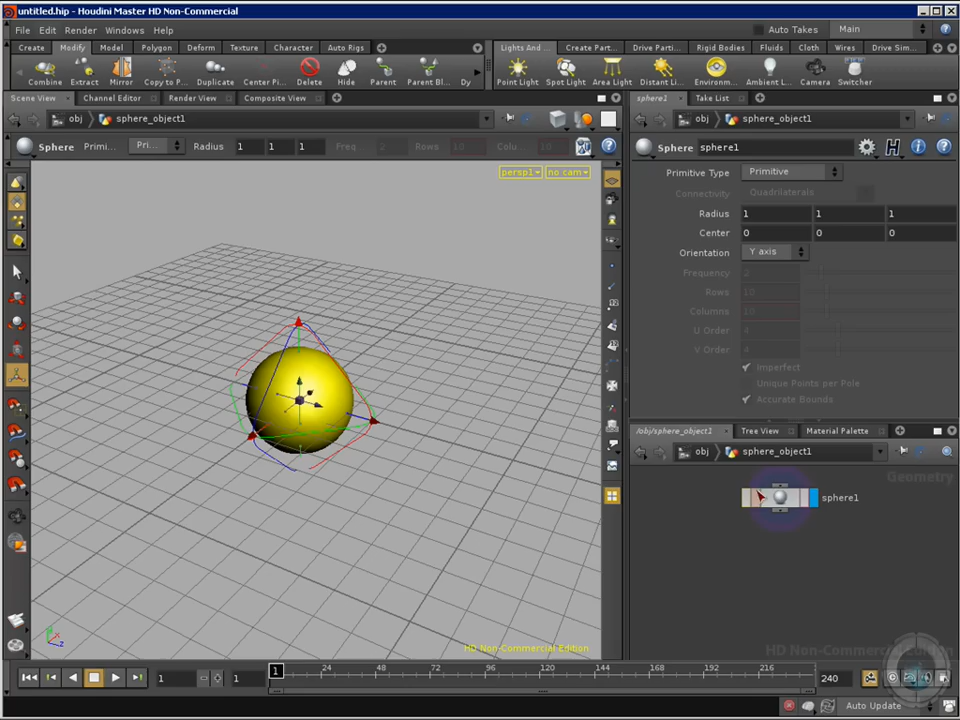 untitled.hip - Houdini Master HD Non-Commercial
File Edit Render Windows Help Auto Takes Main
Create Modify Model Polygon Deform Texture Character Auto Rigs Lights And ... Create Part... Drive Parti... Rigid Bodies Fluids Cloth Wires Drive Sim...
Combine Extract Mirror Copy to P... Duplicate Center Pi... Delete Hide Parent Parent Bl... Dy Point Light Spot Light Area Light Distant Li... Environm... Ambient L... Camera Switcher
Scene View Channel Editor Render View Composite View sphere1 Take List
obj sphere_object1 obj sphere_object1
Sphere Primi... Pri... Radius 1 1 1 Freq 2 Rows 10 Colu... 10 Sphere sphere1
persp1 no cam
Primitive Type Primitive
Connectivity Quadrilaterals
Radius 1 1 1
Center 0 0 0
Orientation Y axis
Frequency 2
Rows 10
Columns 10
U Order 4
V Order 4
Imperfect
Unique Points per Pole
Accurate Bounds
/obj/sphere_object1 Tree View Material Palette
obj sphere_object1
Geometry
sphere1
HD Non-Commercial Edition
HD Non-Commercial Edition
1 1 1 24 48 72 96 120 144 168 192 216 240
Auto Update